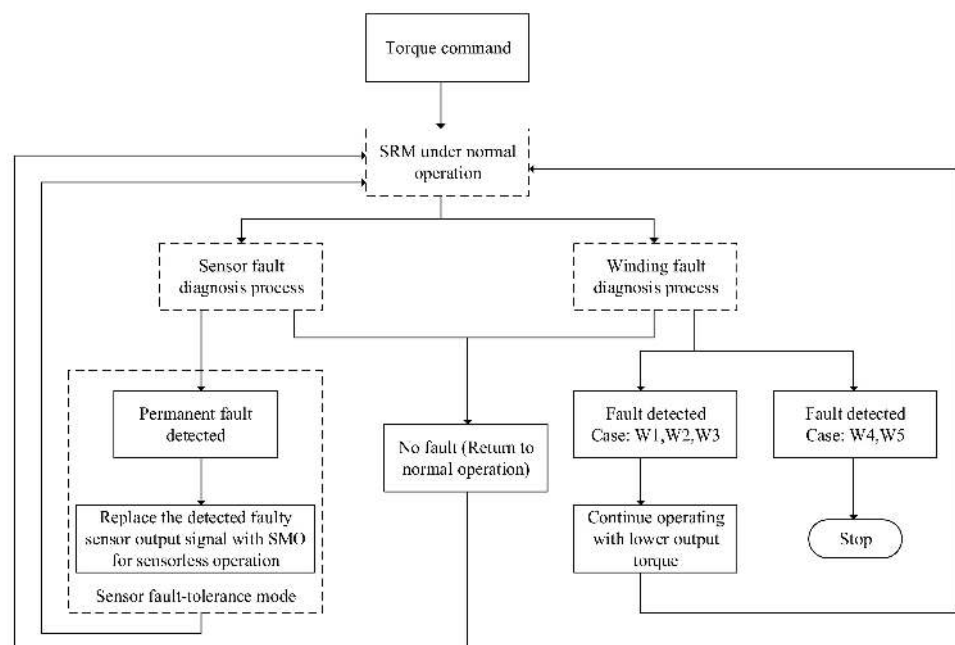 Torque command
SRM under normal
operation
Sensor fault
diagnosis process
Winding fault
diagnosis process
Permanent fault
detected
Replace the detected faulty
sensor output signal with SMO
for sensorless operation
Sensor fault-tolerance mode
No fault (Return to
normal operation)
Fault detected
Case: W1,W2,W3
Continue operating
with lower output
torque
Fault detected
Case: W4,W5
Stop